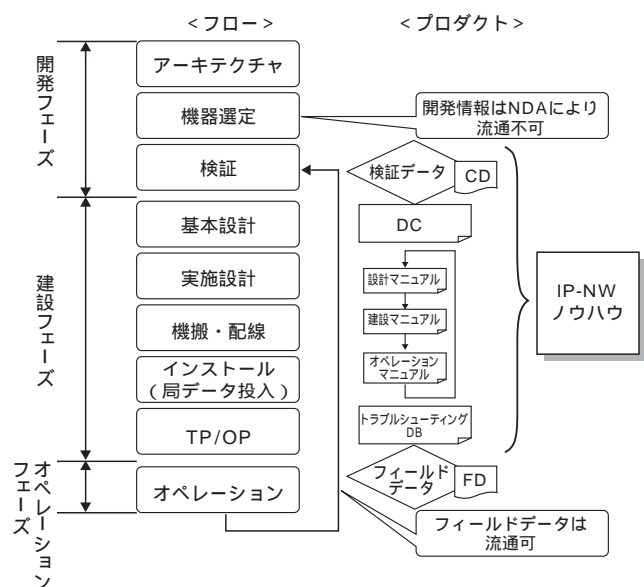 <フロー>
<プロダクト>
開発フェーズ
アーキテクチャ
機器選定
開発情報はNDAにより
流通不可
検証
検証データ
CD
DC
建設フェーズ
基本設計
実施設計
機搬・配線
インストール
(局データ投入)
TP/OP
設計マニュアル
建設マニュアル
オペレーション
マニュアル
トラブルシューティング
DB
IP-NW
ノウハウ
オペレーション
フェーズ
オペレーション
フィールド
データ
FD
フィールドデータは
流通可